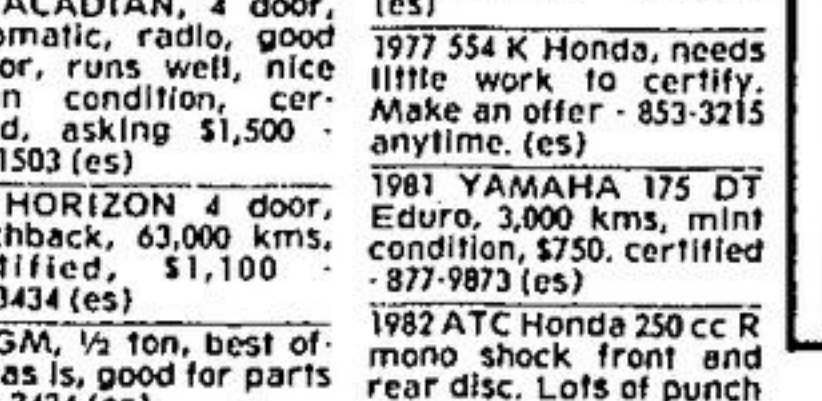 ACADIAN, 4 door,
omatic, radio, good
or, runs well, nice
n condition, cer-
d, asking $1,500 -
1503 (es)
HORIZON 4 door,
chback, 63,000 kms,
tified, $1,100 -
3434 (es)
GM, ½ ton, best of-
as is, good for parts
(es)
1977 554 K Honda, needs
little work to certify.
Make an offer - 853-3215
anytime. (es)
1981 YAMAHA 175 DT
Eduro, 3,000 kms, mint
condition, $750. certified
- 877-9873 (es)
1982 ATC Honda 250 cc R
mono shock front and
rear disc. Lots of punch